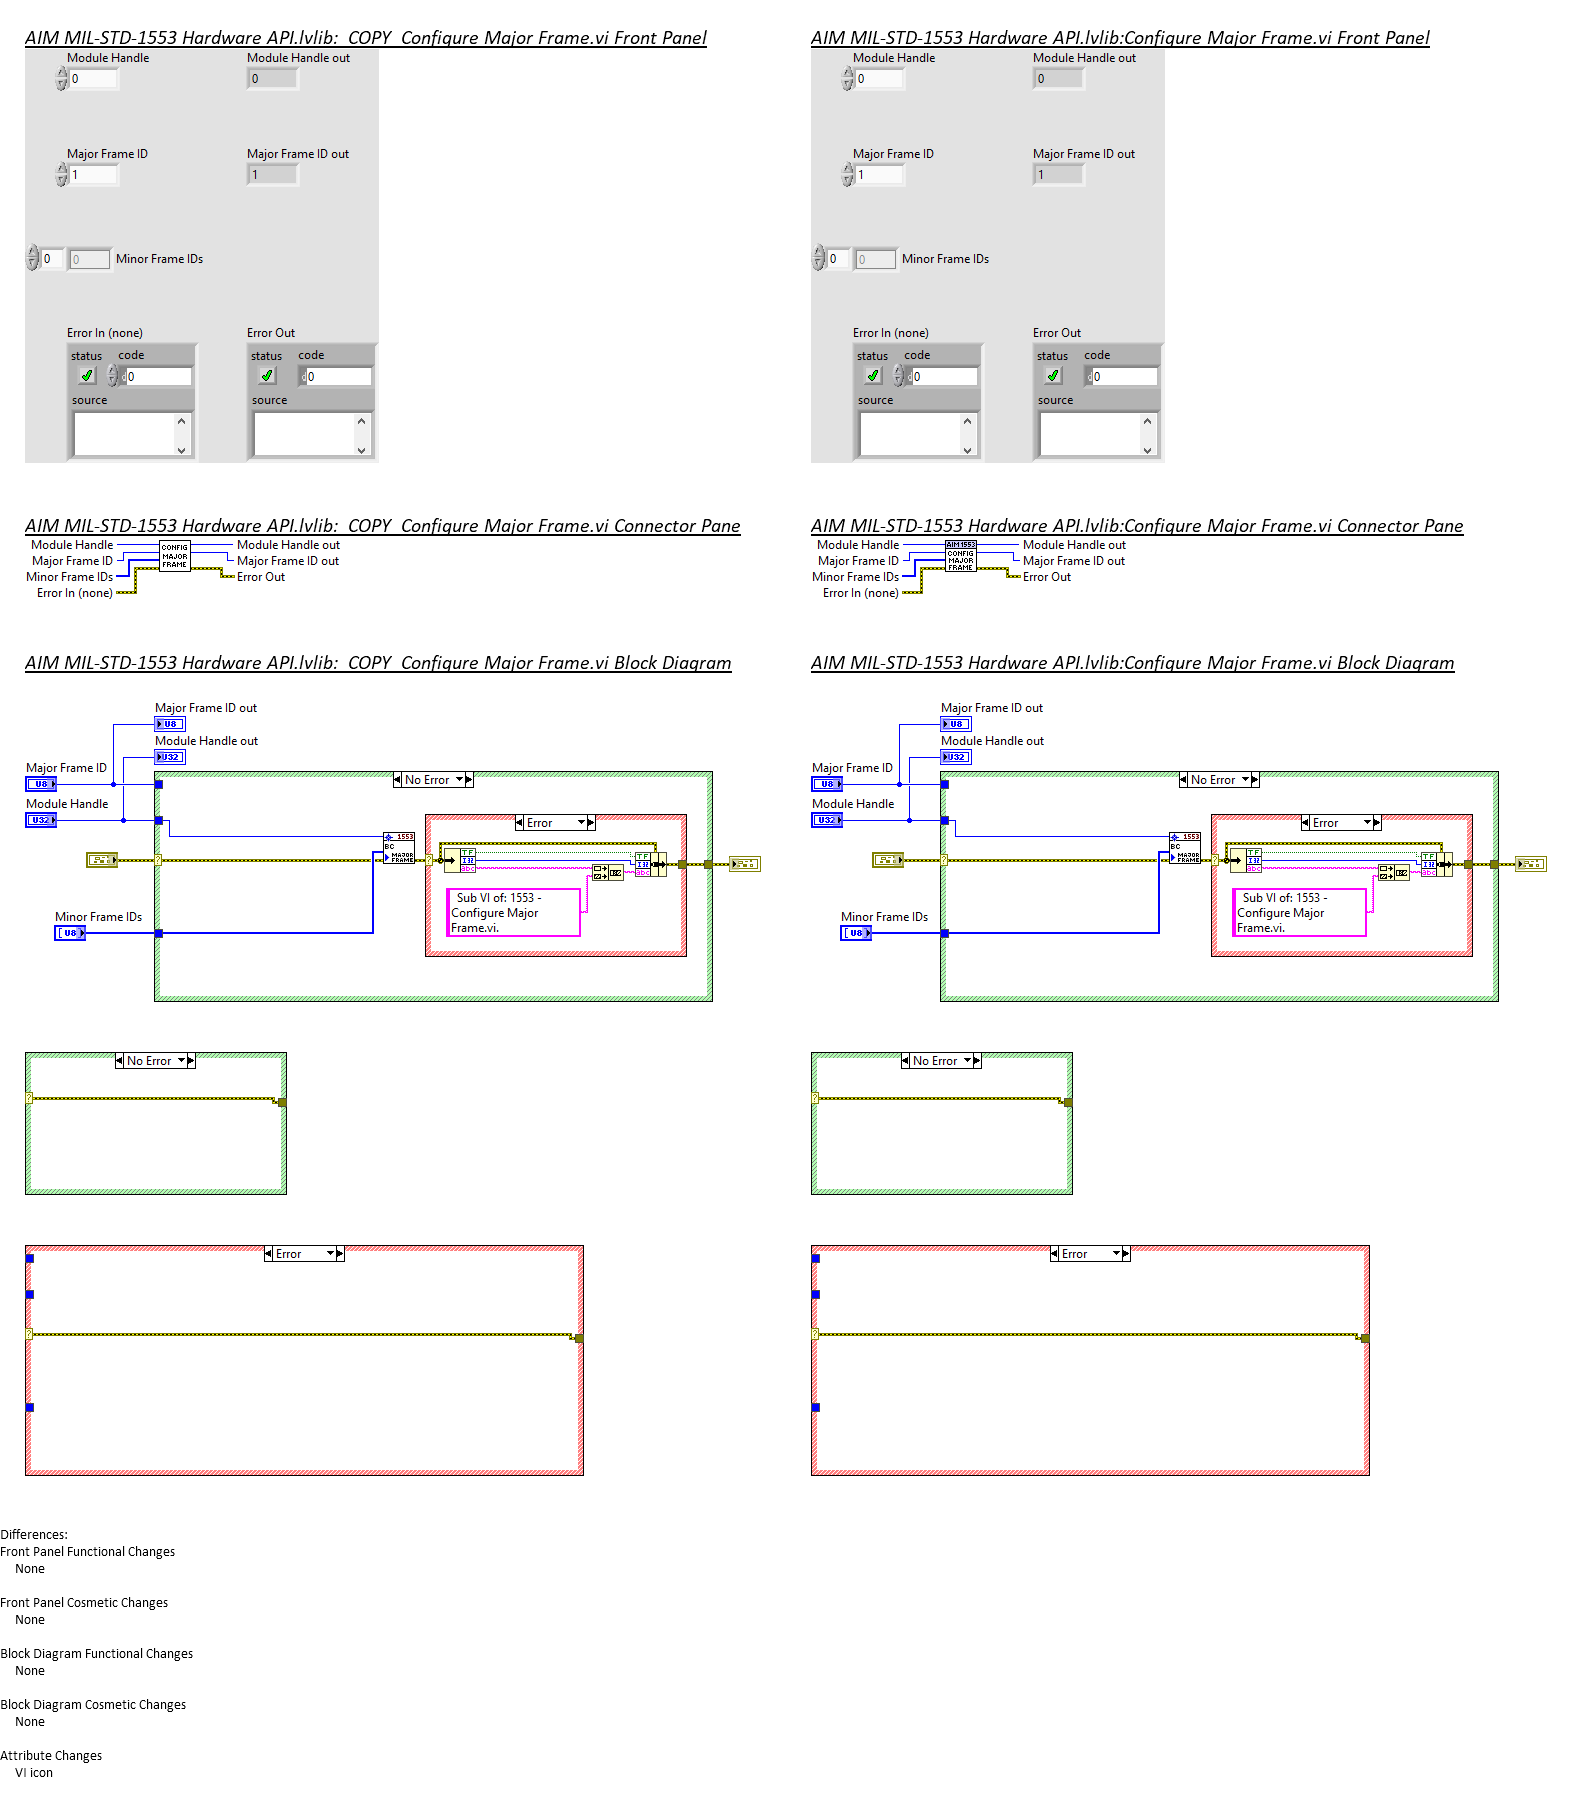 AIM MIL-STD-1553 Hardware API.lvlib:  COPY  Configure Major Frame.vi Front Panel
Module Handle
Module Handle out
0
0
Major Frame ID
Major Frame ID out
1
1
0
0
Minor Frame IDs
Error In (none)
Error Out
status
code
status
code
d0
d0
source
source
AIM MIL-STD-1553 Hardware API.lvlib:Configure Major Frame.vi Front Panel
Module Handle
Module Handle out
0
0
Major Frame ID
Major Frame ID out
1
1
0
0
Minor Frame IDs
Error In (none)
Error Out
status
code
status
code
d0
d0
source
source
AIM MIL-STD-1553 Hardware API.lvlib:  COPY  Configure Major Frame.vi Connector Pane
Module Handle
Major Frame ID
Minor Frame IDs
Error In (none)
CONFIG
MAJOR
FRAME
Module Handle out
Major Frame ID out
Error Out
AIM MIL-STD-1553 Hardware API.lvlib:Configure Major Frame.vi Connector Pane
Module Handle
Major Frame ID
Minor Frame IDs
Error In (none)
AIM 1553
CONFIG
MAJOR
FRAME
Module Handle out
Major Frame ID out
Error Out
AIM MIL-STD-1553 Hardware API.lvlib:  COPY  Configure Major Frame.vi Block Diagram
Major Frame ID out
U8
Module Handle out
U32
Major Frame ID
U8
Module Handle
U32
No Error
Error
1553
BC
MAJOR
FRAME
?
?
TF
I32
abc
TF
I32
abc
Sub VI of: 1553 -
Configure Major
Frame.vi.
Minor Frame IDs
[U8]
AIM MIL-STD-1553 Hardware API.lvlib:Configure Major Frame.vi Block Diagram
Major Frame ID out
U8
Module Handle out
U32
Major Frame ID
U8
Module Handle
U32
No Error
Error
1553
BC
MAJOR
FRAME
?
?
TF
I32
abc
TF
I32
abc
Sub VI of: 1553 -
Configure Major
Frame.vi.
Minor Frame IDs
[U8]
No Error
?
No Error
?
Error
?
Error
?
Differences:
Front Panel Functional Changes
None
Front Panel Cosmetic Changes
None
Block Diagram Functional Changes
None
Block Diagram Cosmetic Changes
None
Attribute Changes
VI icon